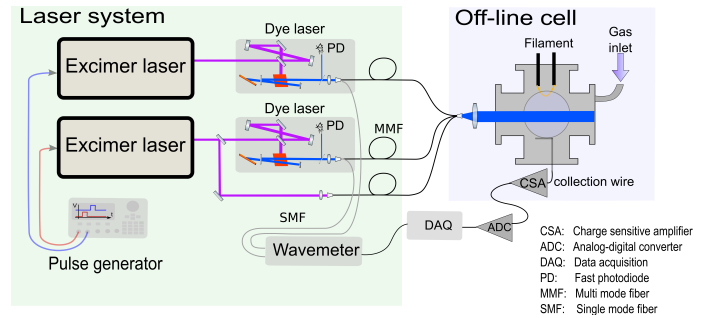 Laser system
Off-line cell
Dye laser
PD
Excimer laser
Filament
Gas
inlet
Dye laser
PD
MMF
Excimer laser
CSA
collection wire
V
t
SMF
DAQ
ADC
Wavemeter
Pulse generator
CSA: Charge sensitive amplifier
ADC: Analog-digital converter
DAQ: Data acquisition
PD: Fast photodiode
MMF: Multi mode fiber
SMF: Single mode fiber